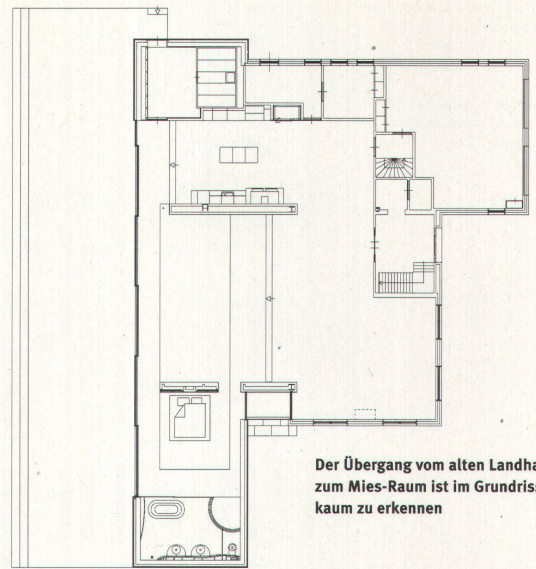 Der Übergang vom alten Landha
zum Mies-Raum ist im Grundris
kaum zu erkennen